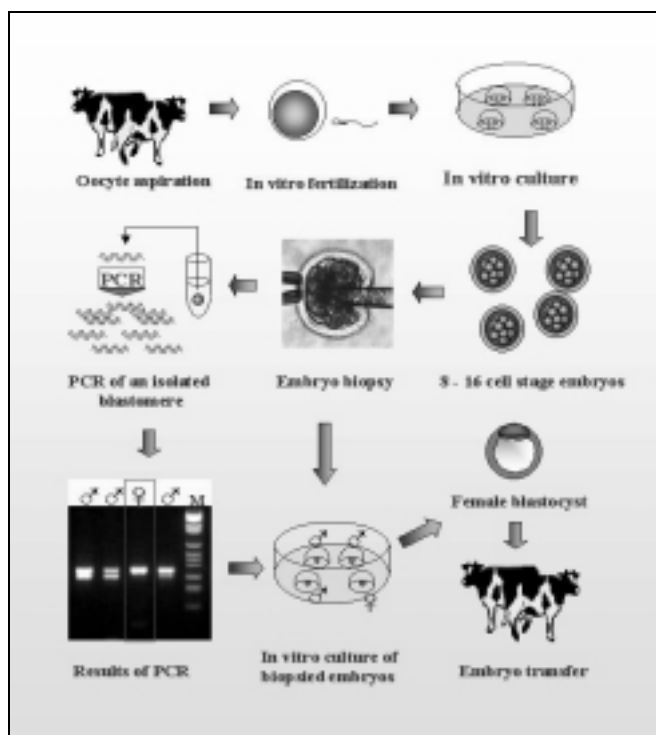 Oocyte aspiration
In vitro fertilization
In vitro culture
PCR
PCR of an isolated
blastomere
Embryo biopsy
8 - 16 cell stage embryos
♂ ♂ ♀ ♂ M
Female blastocyst
♂ ♂
♂ ♀
Results of PCR
In vitro culture of
biopsied embryos
Embryo transfer